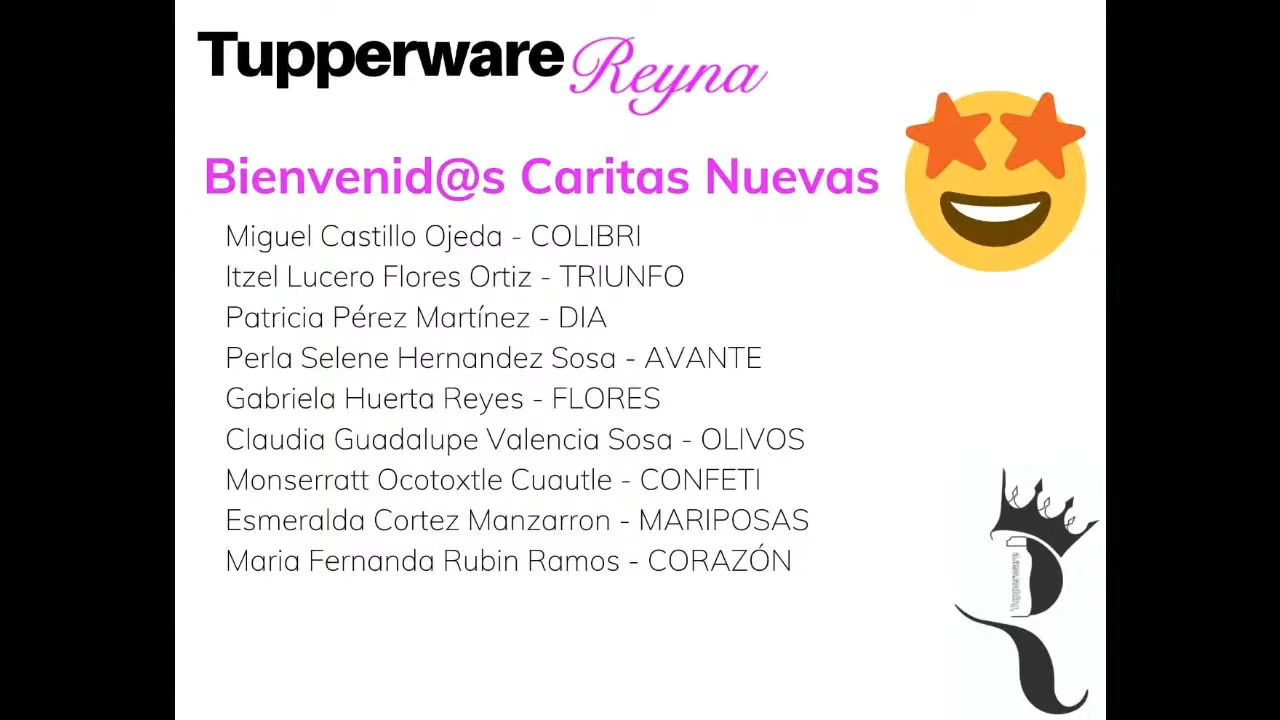 Tupperware Reyna
Bienvenid@s Caritas Nuevas
Miguel Castillo Ojeda - COLIBRI
Itzel Lucero Flores Ortiz - TRIUNFO
Patricia Pérez Martínez - DIA
Perla Selene Hernandez Sosa - AVANTE
Gabriela Huerta Reyes - FLORES
Claudia Guadalupe Valencia Sosa - OLIVOS
Monserratt Ocotoxtle Cuautle - CONFETI
Esmeralda Cortez Manzarron - MARIPOSAS
Maria Fernanda Rubin Ramos - CORAZÓN
R